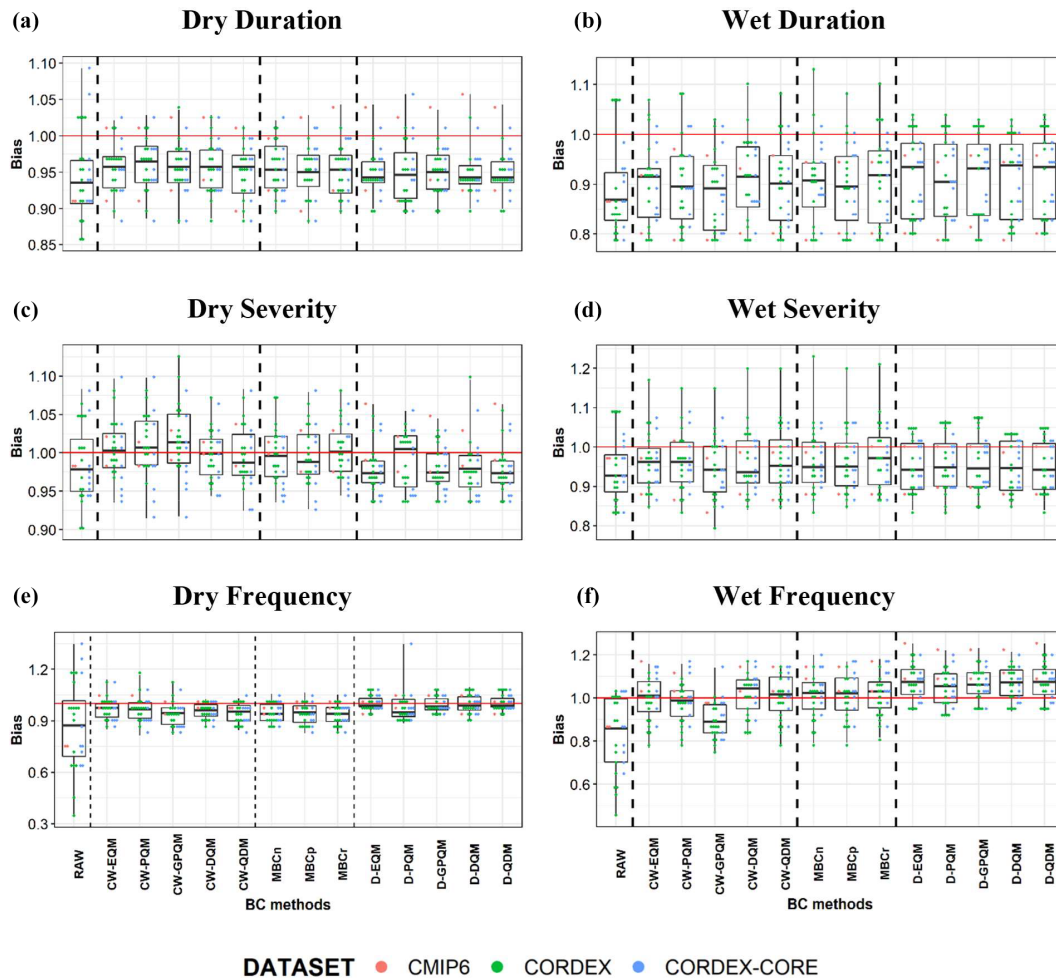 (a) Dry Duration
(b) Wet Duration
1.10
1.05
1.00
0.95
0.90
0.85
Bias
1.1
1.0
0.9
0.8
Bias
(c) Dry Severity
(d) Wet Severity
1.10
1.05
1.00
0.95
0.90
Bias
1.2
1.1
1.0
0.9
0.8
Bias
(e) Dry Frequency
(f) Wet Frequency
1.2
0.9
0.6
0.3
Bias
1.2
1.0
0.8
0.6
Bias
RAW
CW-EQM
CW-PQM
CW-GPQM
CW-DQM
CW-QDM
MBCn
MBCp
MBCr
D-EQM
D-PQM
D-GPQM
D-DQM
D-QDM
BC methods
RAW
CW-EQM
CW-PQM
CW-GPQM
CW-DQM
CW-QDM
MBCn
MBCp
MBCr
D-EQM
D-PQM
D-GPQM
D-DQM
D-QDM
BC methods
DATASET CMIP6 CORDEX CORDEX-CORE